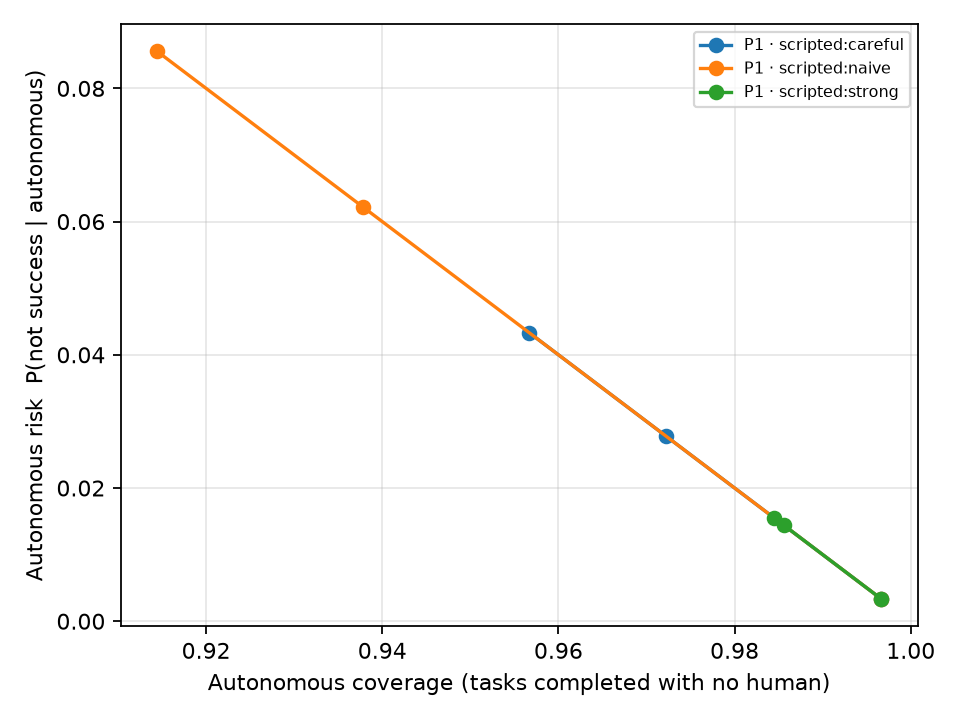 P1 · scripted:careful
P1 · scripted:naive
P1 · scripted:strong
Autonomous risk  P(not success | autonomous)
0.08
0.06
0.04
0.02
0.00
0.92 0.94 0.96 0.98 1.00
Autonomous coverage (tasks completed with no human)